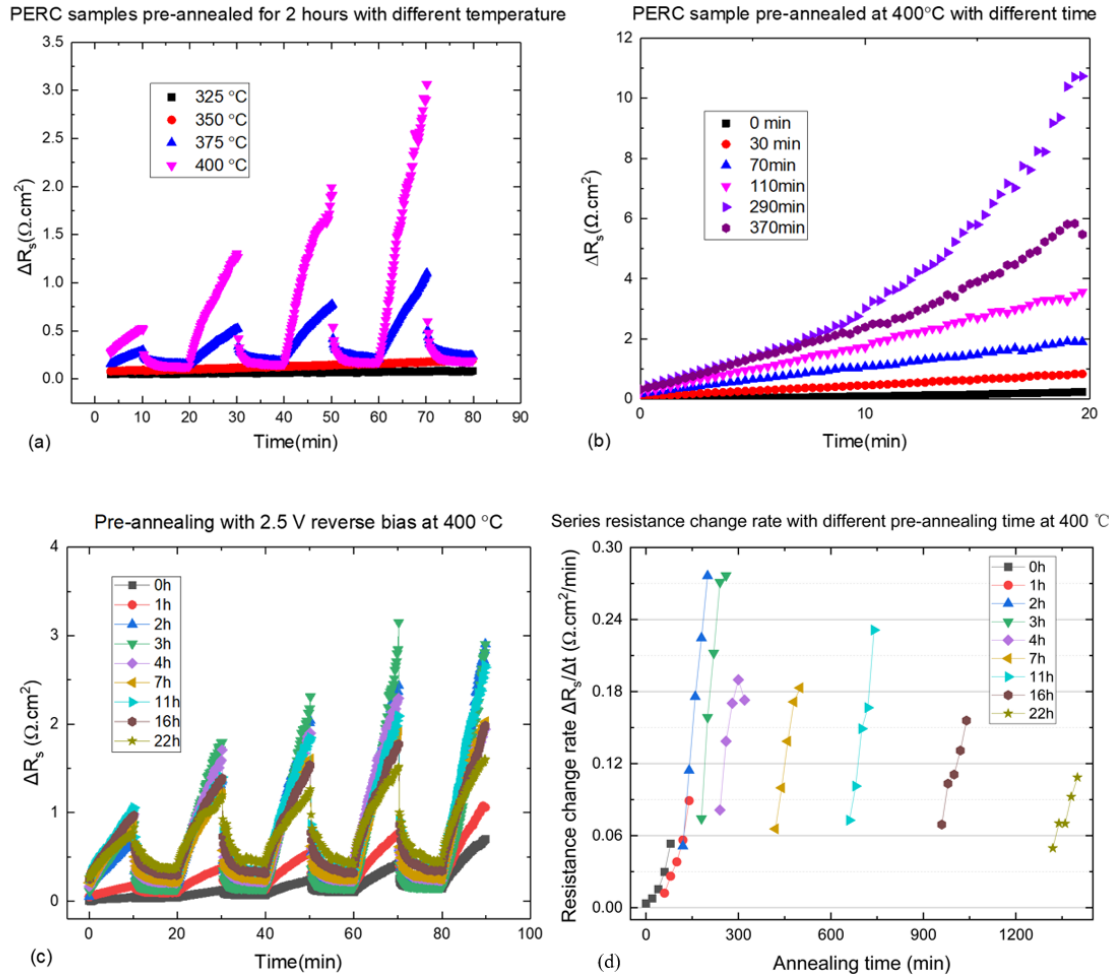 PERC samples pre-annealed for 2 hours with different temperature
3.5
3.0
2.5
2.0
1.5
1.0
0.5
0.0
ΔRₛ(Ω.cm²)
325 °C
350 °C
375 °C
400 °C
0 10 20 30 40 50 60 70 80 90
(a)
Time(min)
PERC sample pre-annealed at 400°C with different time
12
10
8
6
4
2
0
ΔRₛ(Ω.cm²)
0 min
30 min
70min
110min
290min
370min
0 10 20
(b)
Time(min)
Pre-annealing with 2.5 V reverse bias at 400 °C
4
3
2
1
0
ΔRₛ (Ω.cm²)
0h
1h
2h
3h
4h
7h
11h
16h
22h
0 20 40 60 80 100
(c)
Time(min)
Series resistance change rate with different pre-annealing time at 400 ℃
0.30
0.24
0.18
0.12
0.06
0.00
Resistance change rate ΔRₛ/Δt (Ω.cm²/min)
0h
1h
2h
3h
4h
7h
11h
16h
22h
0 300 600 900 1200
(d)
Annealing time (min)